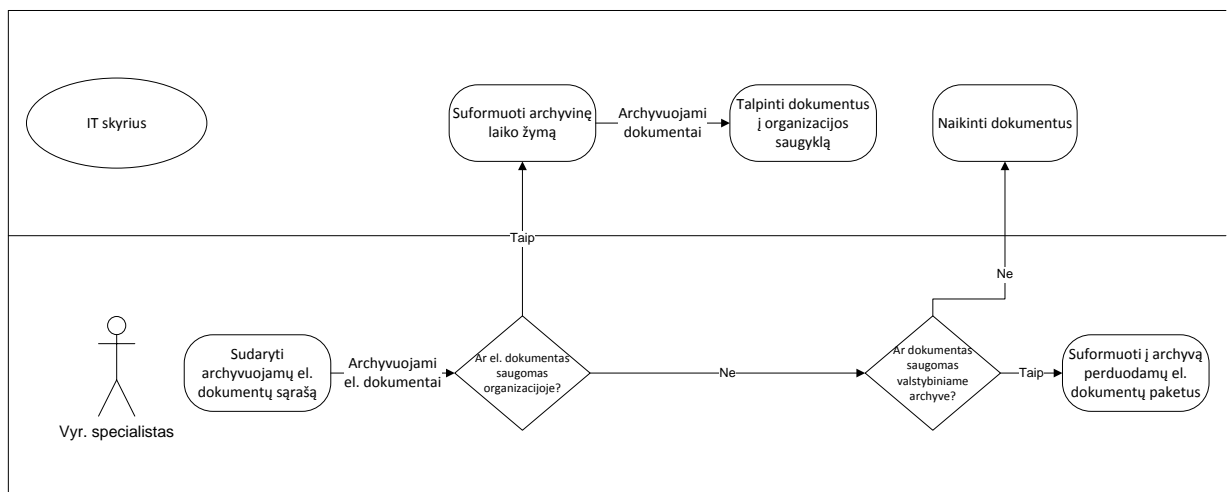 IT skyrius
Suformuoti archyvinę
laiko žymą
Archyvuojami
dokumentai
Talpinti dokumentus
į organizacijos
saugyklą
Naikinti dokumentus
Taip
Ne
Vyr. specialistas
Sudaryti
archyvuojamų el.
dokumentų sąrašą
Archyvuojami
el. dokumentai
Ar el. dokumentas
saugomas
organizacijoje?
Ne
Ar dokumentas
saugomas
valstybiniame
archyve?
Taip
Suformuoti į archyvą
perduodamų el.
dokumentų paketus